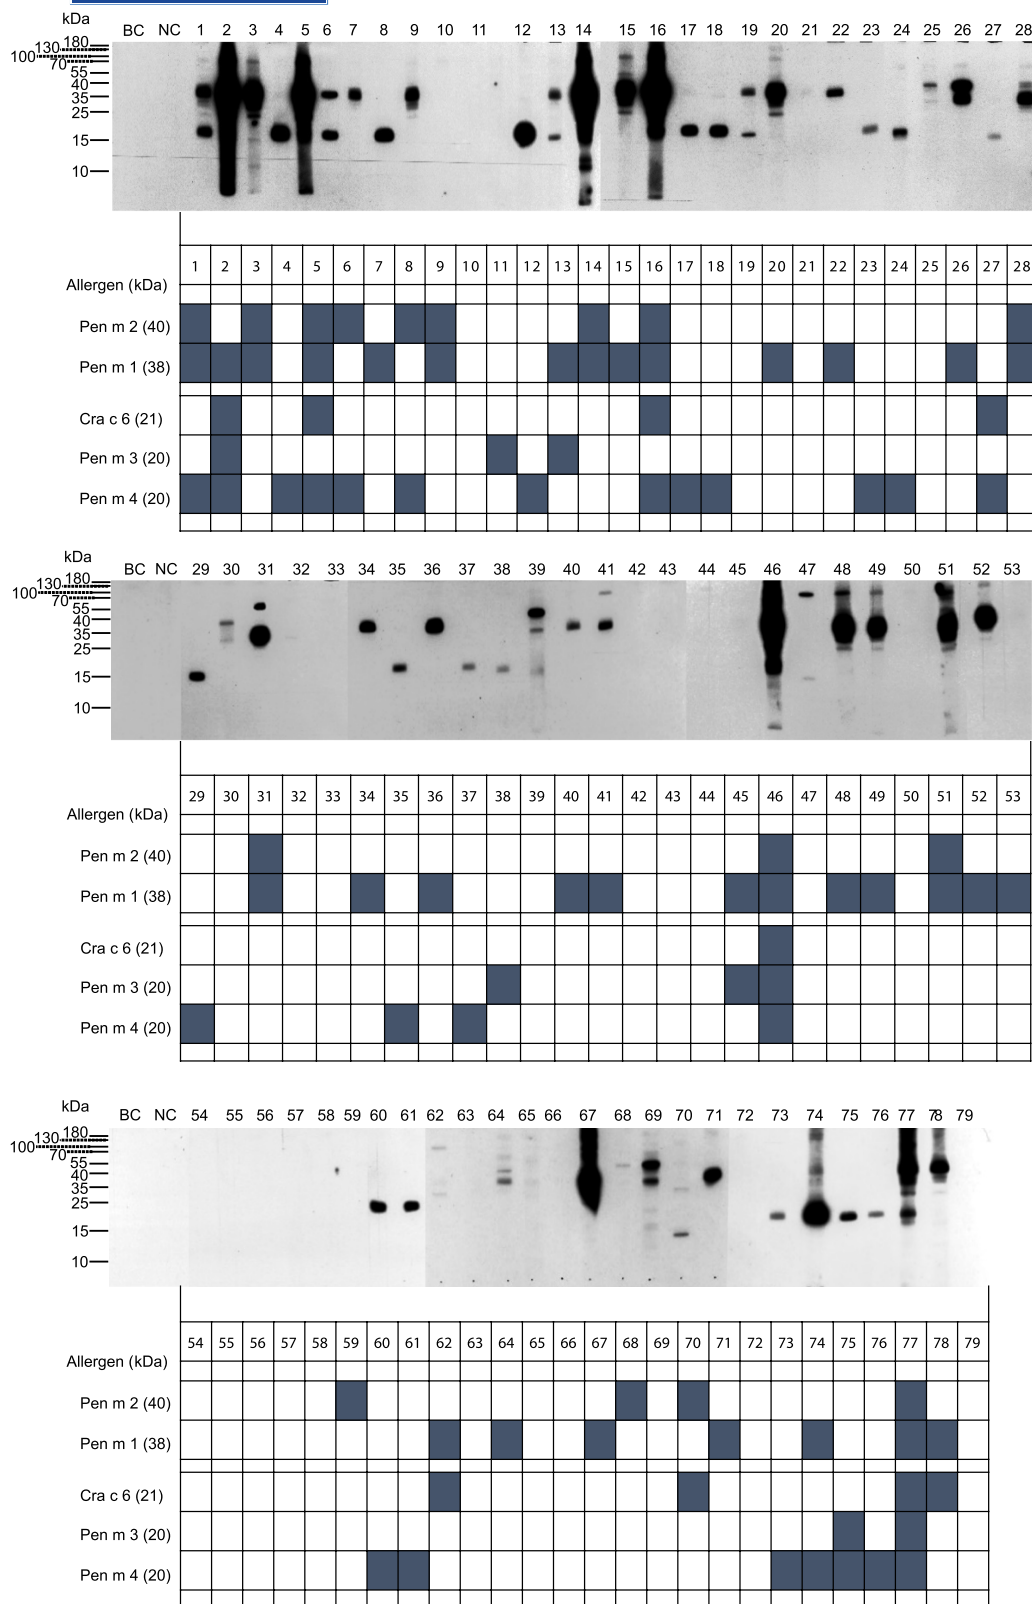 kDa
BC NC 1 2 3 4 5 6 7 8 9 10 11 12 13 14 15 16 17 18 19 20 21 22 23 24 25 26 27 28
180
130
100
70
55
40
35
25
15
10
1 2 3 4 5 6 7 8 9 10 11 12 13 14 15 16 17 18 19 20 21 22 23 24 25 26 27 28
Allergen (kDa)
Pen m 2 (40)
Pen m 1 (38)
Cra c 6 (21)
Pen m 3 (20)
Pen m 4 (20)
kDa
BC NC 29 30 31 32 33 34 35 36 37 38 39 40 41 42 43 44 45 46 47 48 49 50 51 52 53
180
130
100
70
55
40
35
25
15
10
29 30 31 32 33 34 35 36 37 38 39 40 41 42 43 44 45 46 47 48 49 50 51 52 53
Allergen (kDa)
Pen m 2 (40)
Pen m 1 (38)
Cra c 6 (21)
Pen m 3 (20)
Pen m 4 (20)
kDa
BC NC 54 55 56 57 58 59 60 61 62 63 64 65 66 67 68 69 70 71 72 73 74 75 76 77 78 79
180
130
100
70
55
40
35
25
15
10
54 55 56 57 58 59 60 61 62 63 64 65 66 67 68 69 70 71 72 73 74 75 76 77 78 79
Allergen (kDa)
Pen m 2 (40)
Pen m 1 (38)
Cra c 6 (21)
Pen m 3 (20)
Pen m 4 (20)